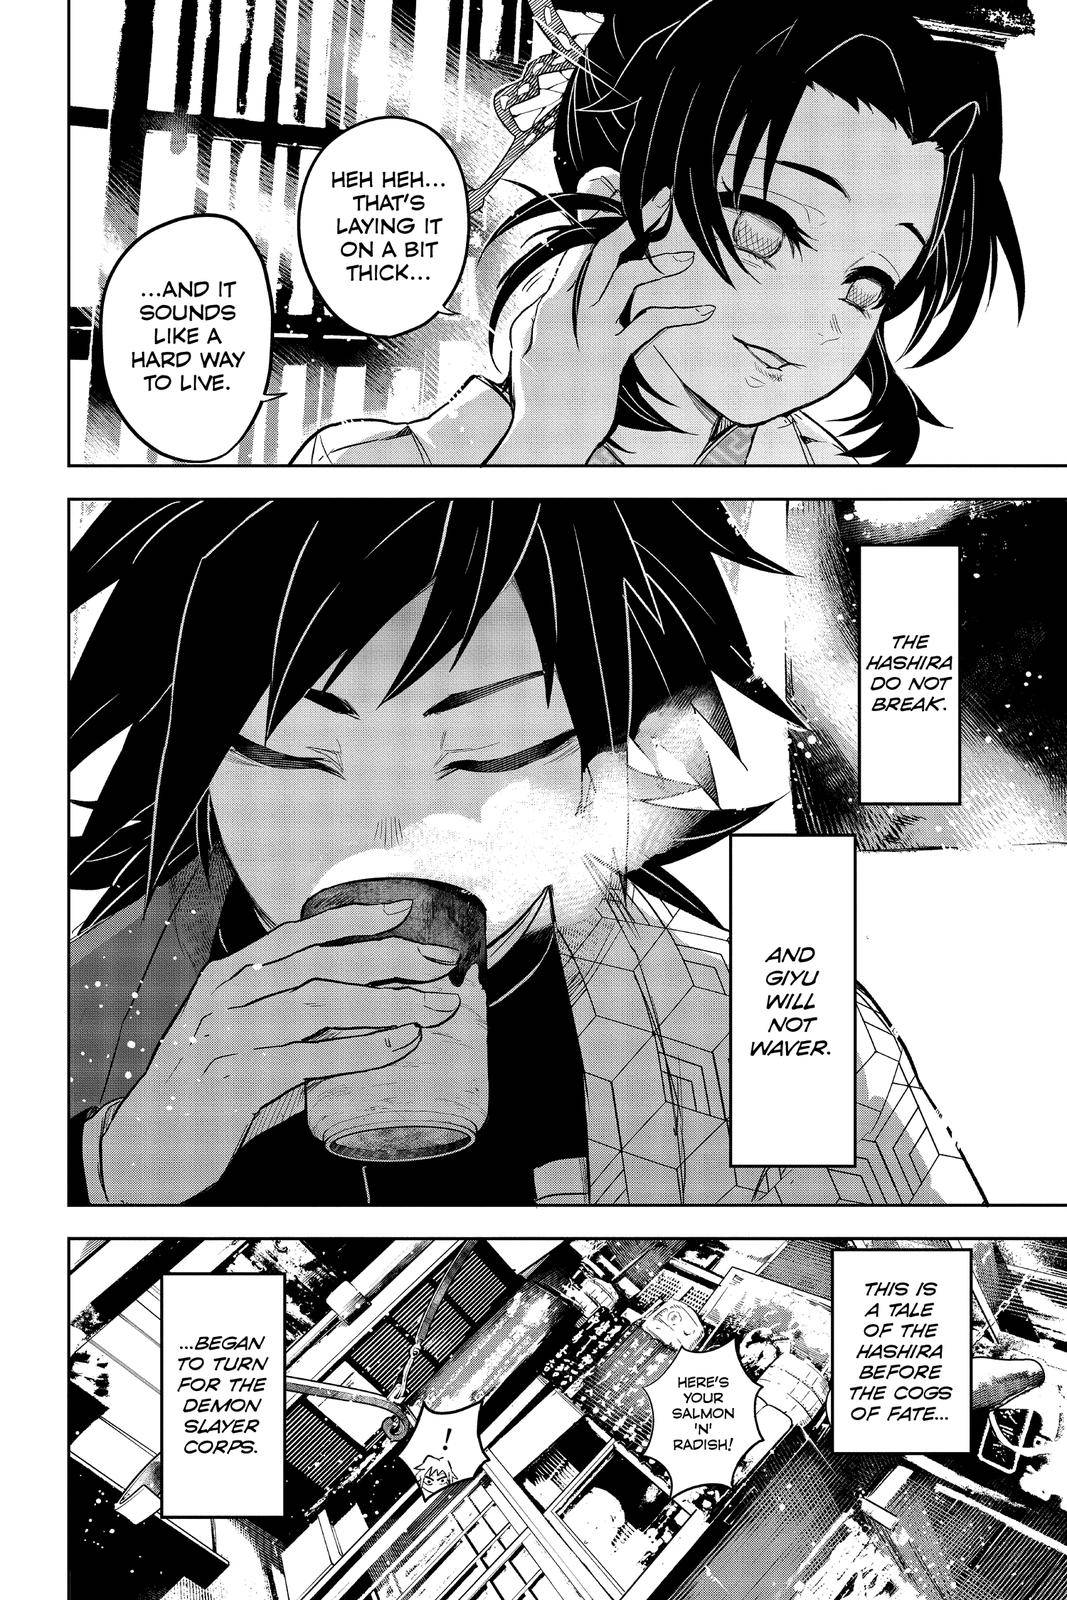 HEH HEH...
THAT'S
LAYING IT
ON A BIT
THICK...
...AND IT
SOUNDS
LIKE A
HARD WAY
TO LIVE.
THE
HASHIRA
DO NOT
BREAK.
AND
GIYU
WILL
NOT
WAVER.
THIS IS
A TALE
OF THE
HASHIRA
BEFORE
THE COGS
OF FATE...
HERE'S
YOUR
SALMON
'N'
RADISH!
!
...BEGAN
TO TURN
FOR THE
DEMON
SLAYER
CORPS.